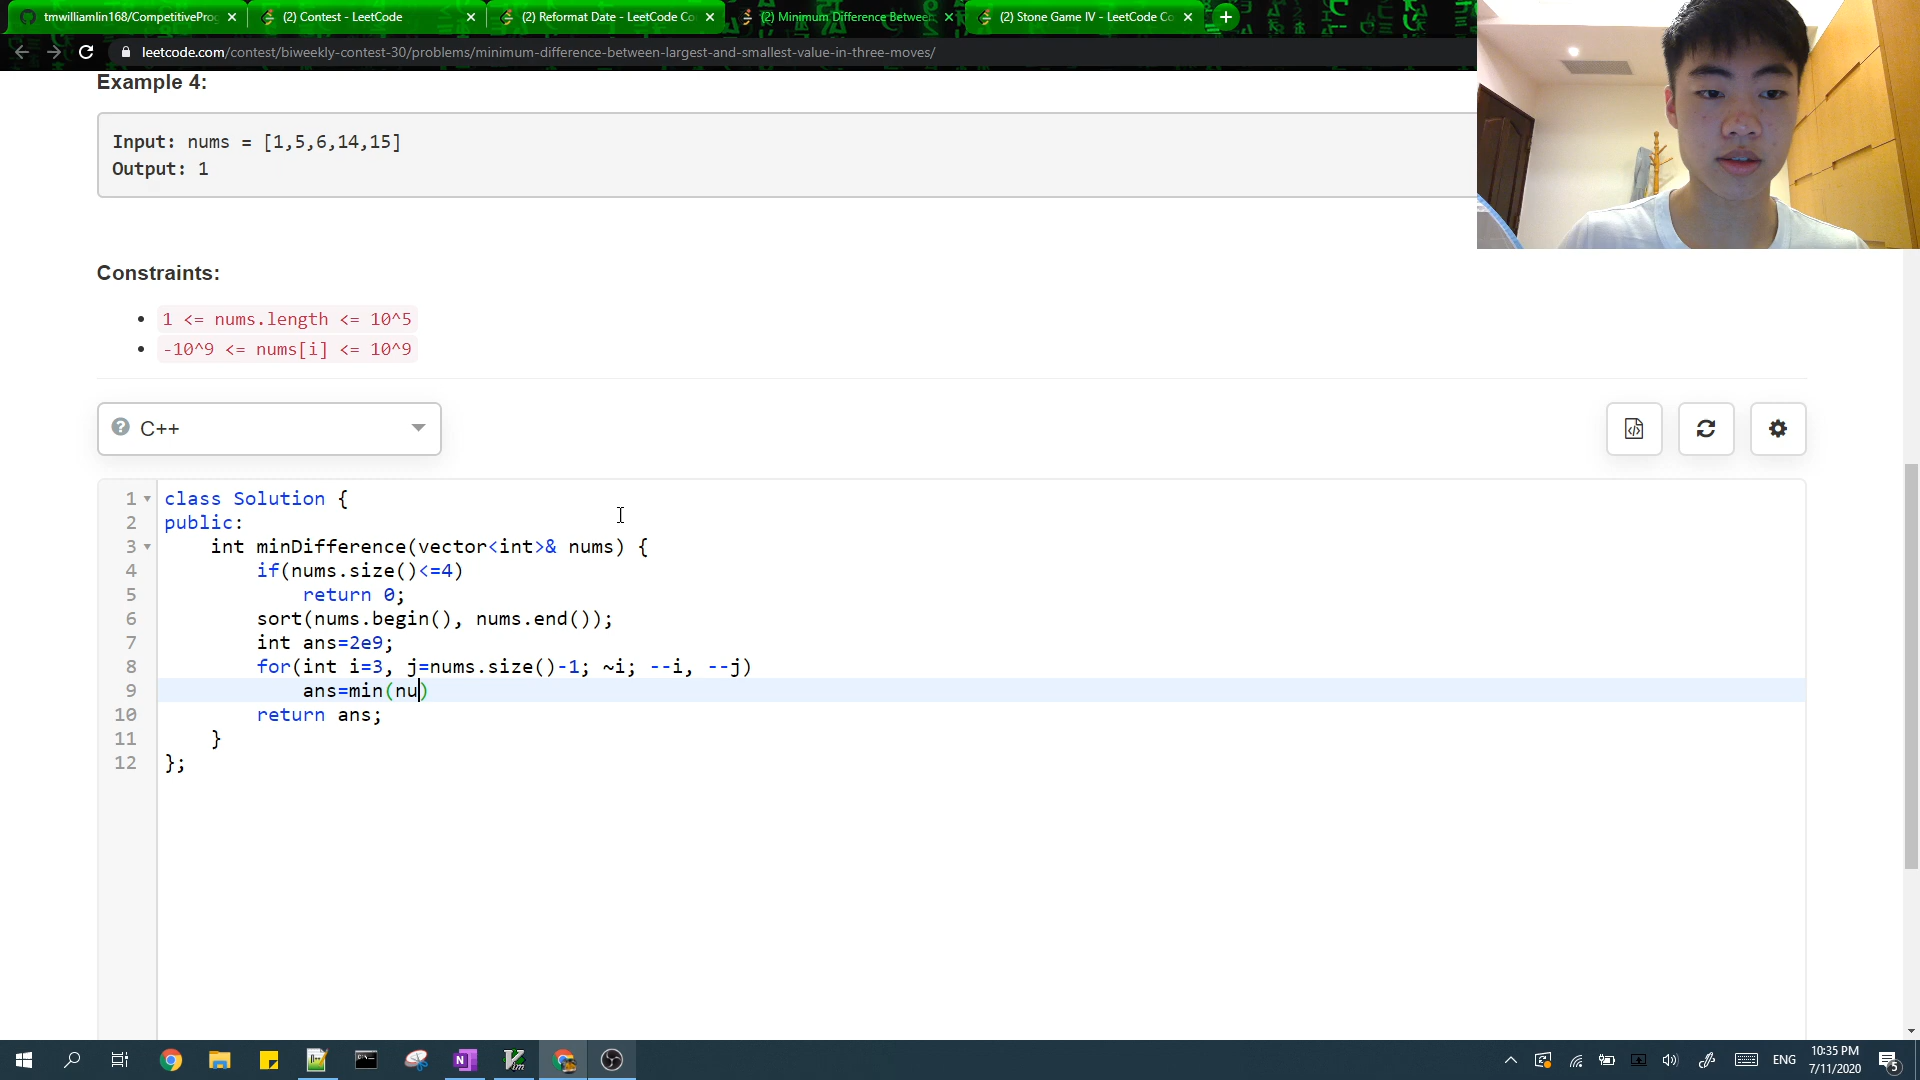 tmwilliamlin168/CompetitiveProg
(2) Contest - LeetCode
(2) Reformat Date - LeetCode Co
(2) Minimum Difference Between
(2) Stone Game IV - LeetCode Co
leetcode.com/contest/biweekly-contest-30/problems/minimum-difference-between-largest-and-smallest-value-in-three-moves/
Example 4:
Input: nums = [1,5,6,14,15]
Output: 1
Constraints:
1 <= nums.length <= 10^5
-10^9 <= nums[i] <= 10^9
C++
1 class Solution {
2 public:
3 int minDifference(vector<int>& nums) {
4 if(nums.size()<=4)
5 return 0;
6 sort(nums.begin(), nums.end());
7 int ans=2e9;
8 for(int i=3, j=nums.size()-1; ~i; --i, --j)
9 ans=min(nu)
10 return ans;
11 }
12 };
ENG
10:35 PM
7/11/2020
5